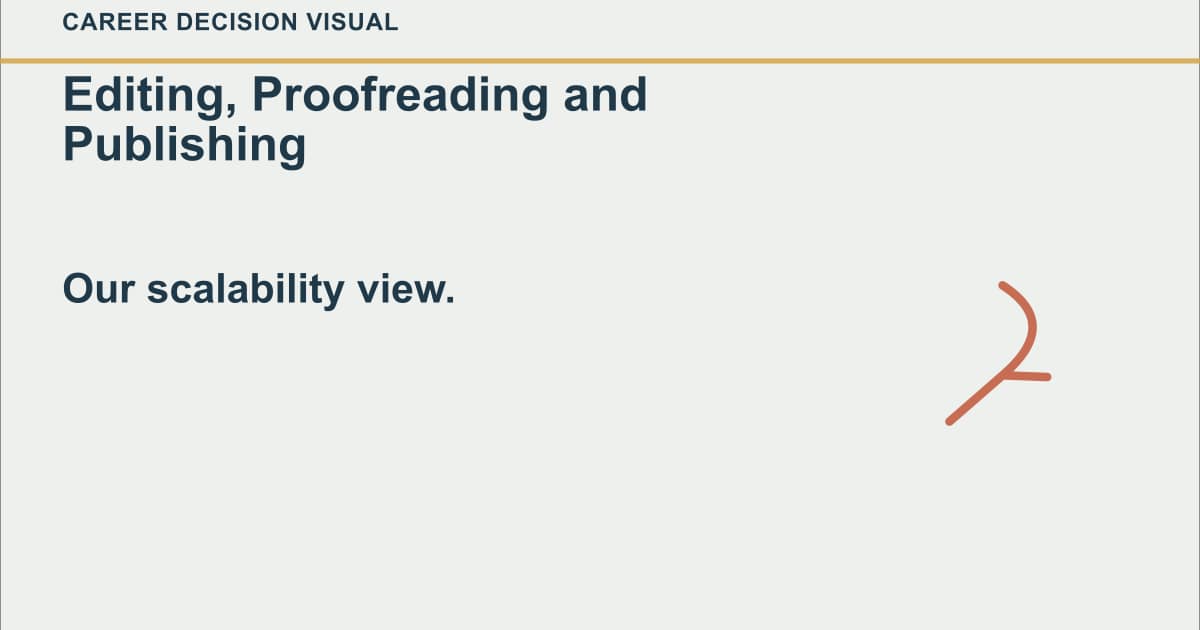 CAREER DECISION VISUAL
Editing, Proofreading and
Publishing
Our scalability view.